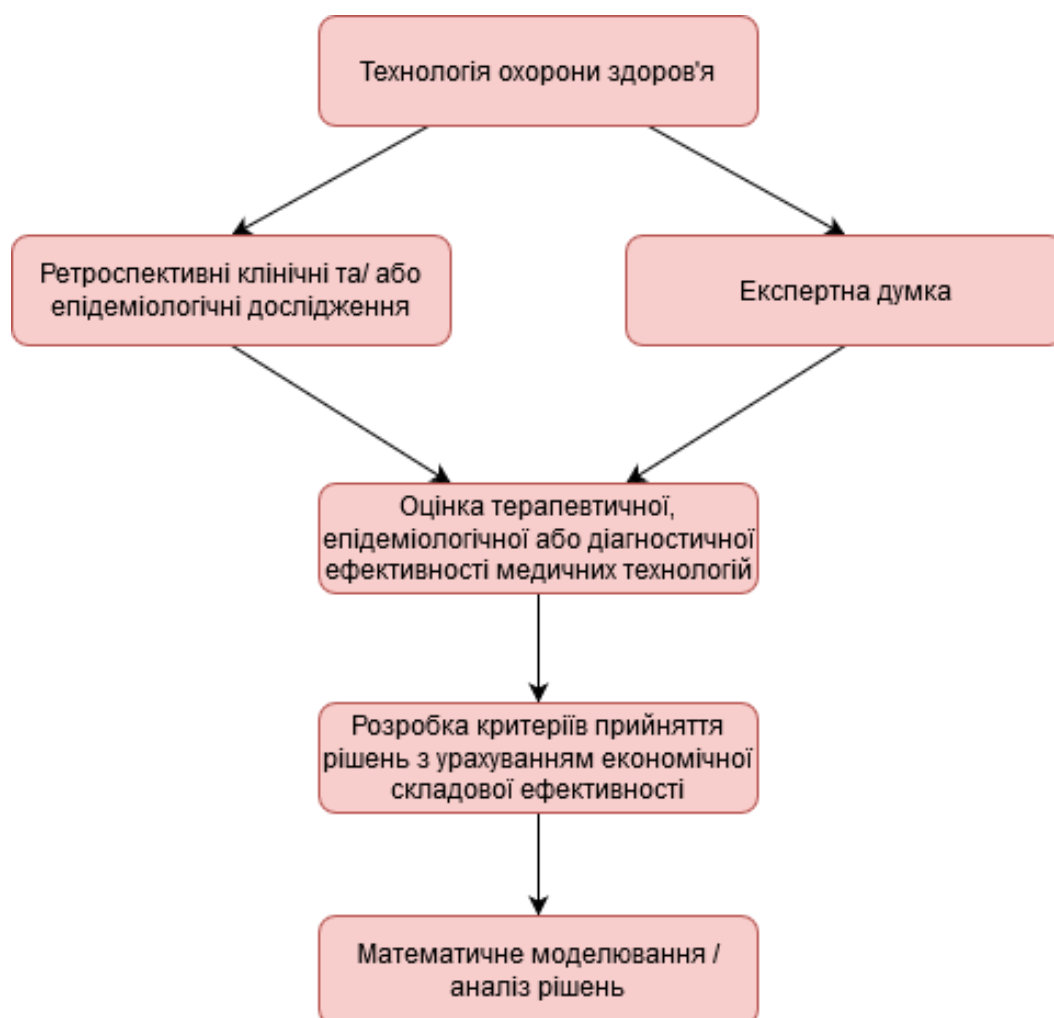 Технологія охорони здоров'я
Ретроспективні клінічні та/ або
епідеміологічні дослідження
Експертна думка
Оцінка терапевтичної,
епідеміологічної або діагностичної
ефективності медичних технологій
Розробка критеріїв прийняття
рішень з урахуванням економічної
складової ефективності
Математичне моделювання /
аналіз рішень